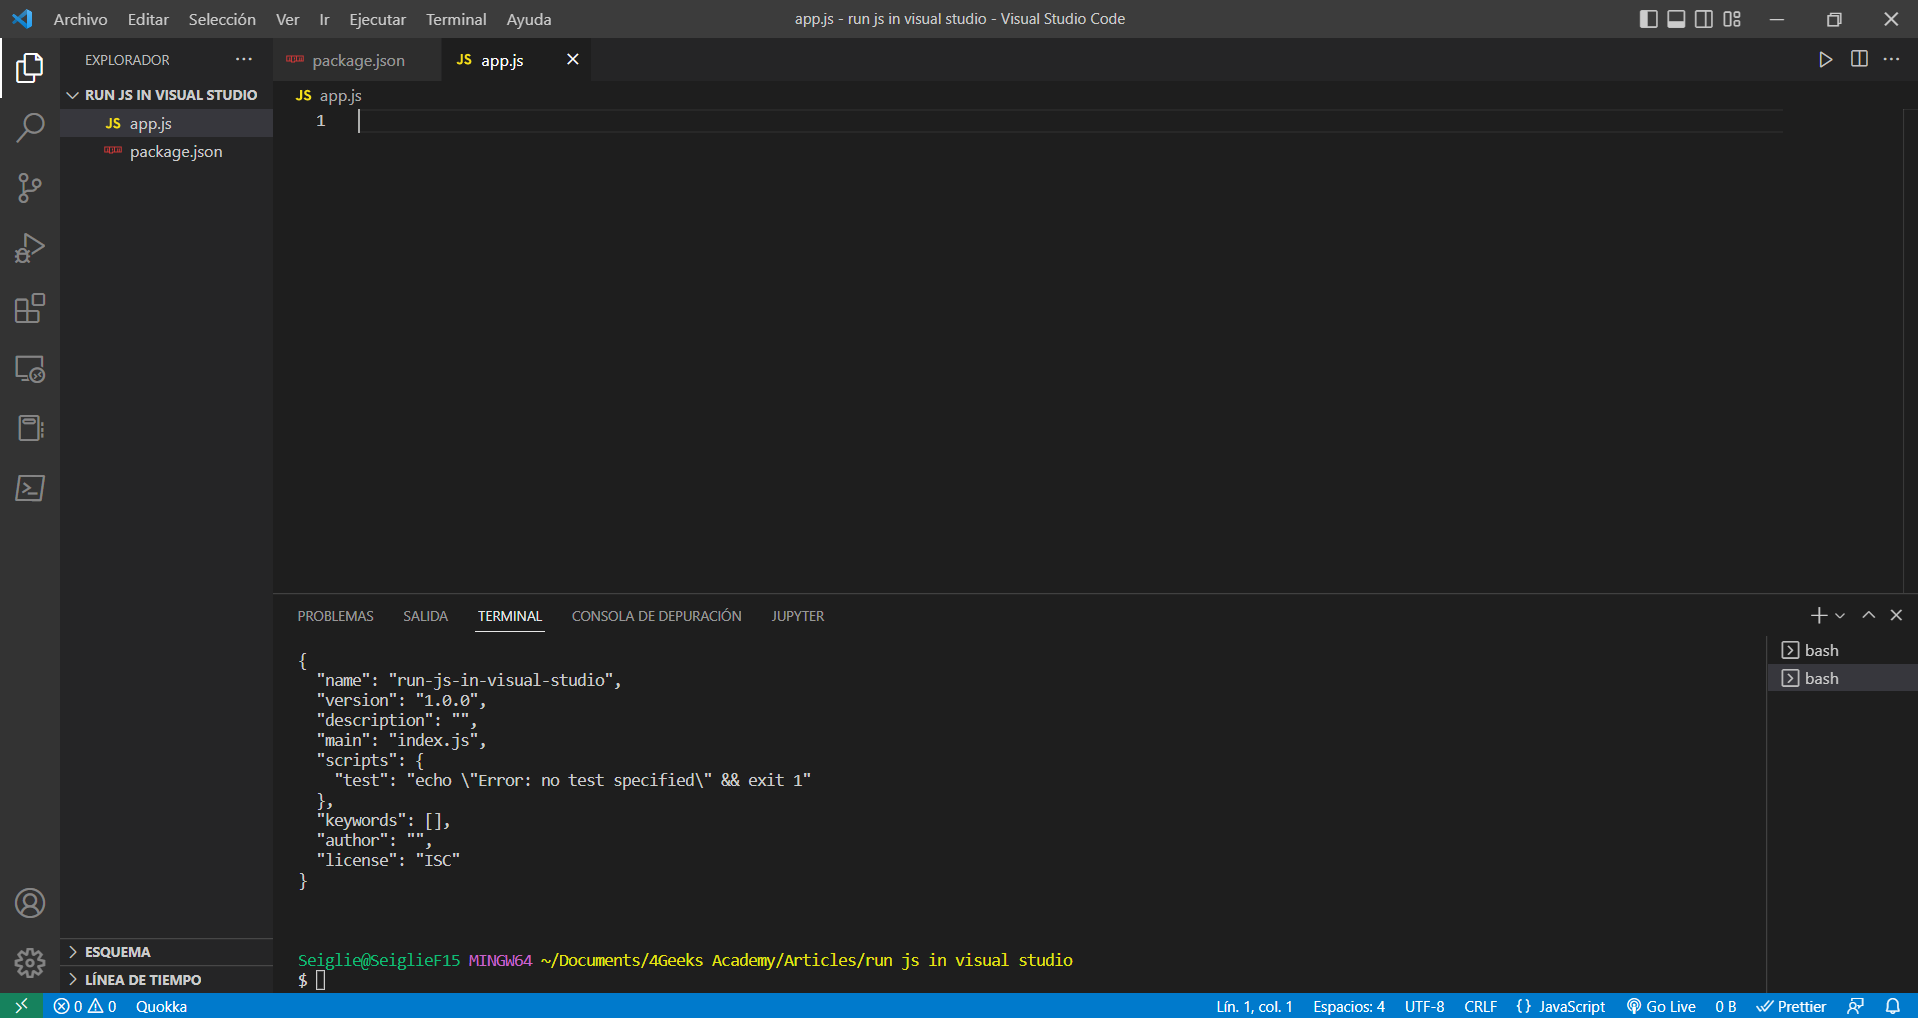 Archivo Editar Selección Ver Ir Ejecutar Terminal Ayuda
app.js - run js in visual studio - Visual Studio Code
EXPLORADOR
RUN JS IN VISUAL STUDIO
JS app.js
package.json
package.json
JS app.js
JS app.js
1
PROBLEMAS SALIDA TERMINAL CONSOLA DE DEPURACIÓN JUPYTER
{
"name": "run-js-in-visual-studio",
"version": "1.0.0",
"description": "",
"main": "index.js",
"scripts": {
"test": "echo \"Error: no test specified\" && exit 1"
},
"keywords": [],
"author": "",
"license": "ISC"
}
Seiglie@SeiglieF15 MINGW64 ~/Documents/4Geeks Academy/Articles/run js in visual studio
$
bash
bash
ESQUEMA
LÍNEA DE TIEMPO
0 0 Quokka
Lín. 1, col. 1 Espacios: 4 UTF-8 CRLF {} JavaScript Go Live 0 B Prettier